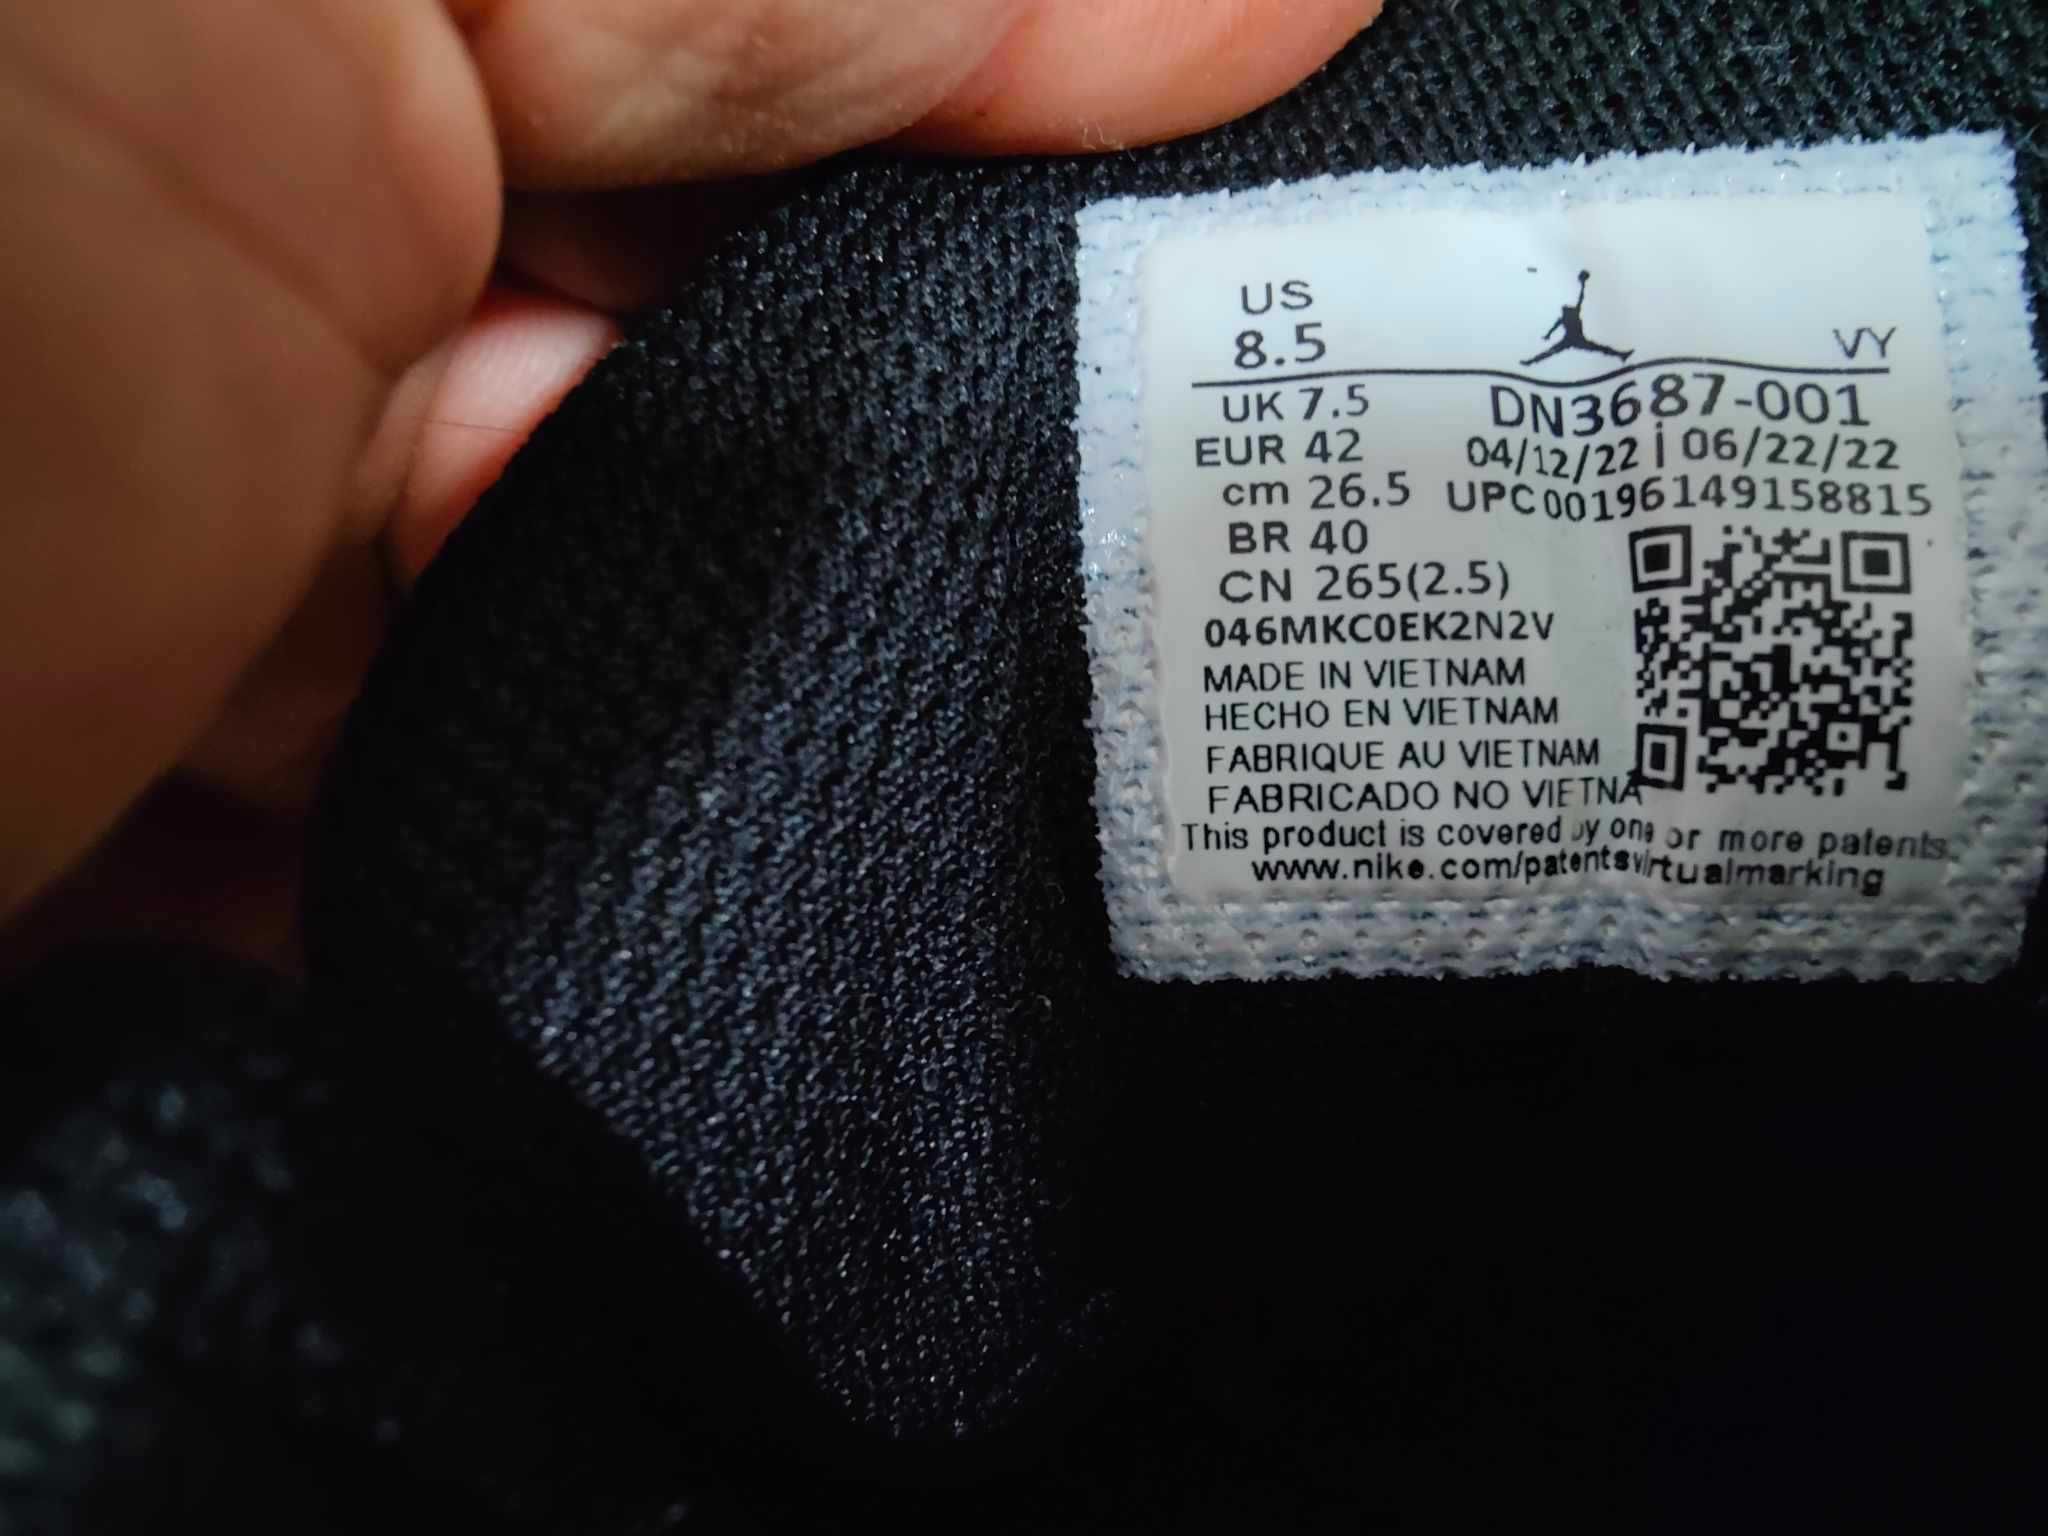 US
8.5
VY
UK 7.5
DN3687-001
EUR 42
04/12/22 | 06/22/22
cm 26.5
UPC00196149158815
BR 40
CN 265(2.5)
046MKC0EK2N2V
MADE IN VIETNAM
HECHO EN VIETNAM
FABRIQUE AU VIETNAM
FABRICADO NO VIETNA
This product is covered by one or more patents
www.nike.com/patentsvirtualmarking